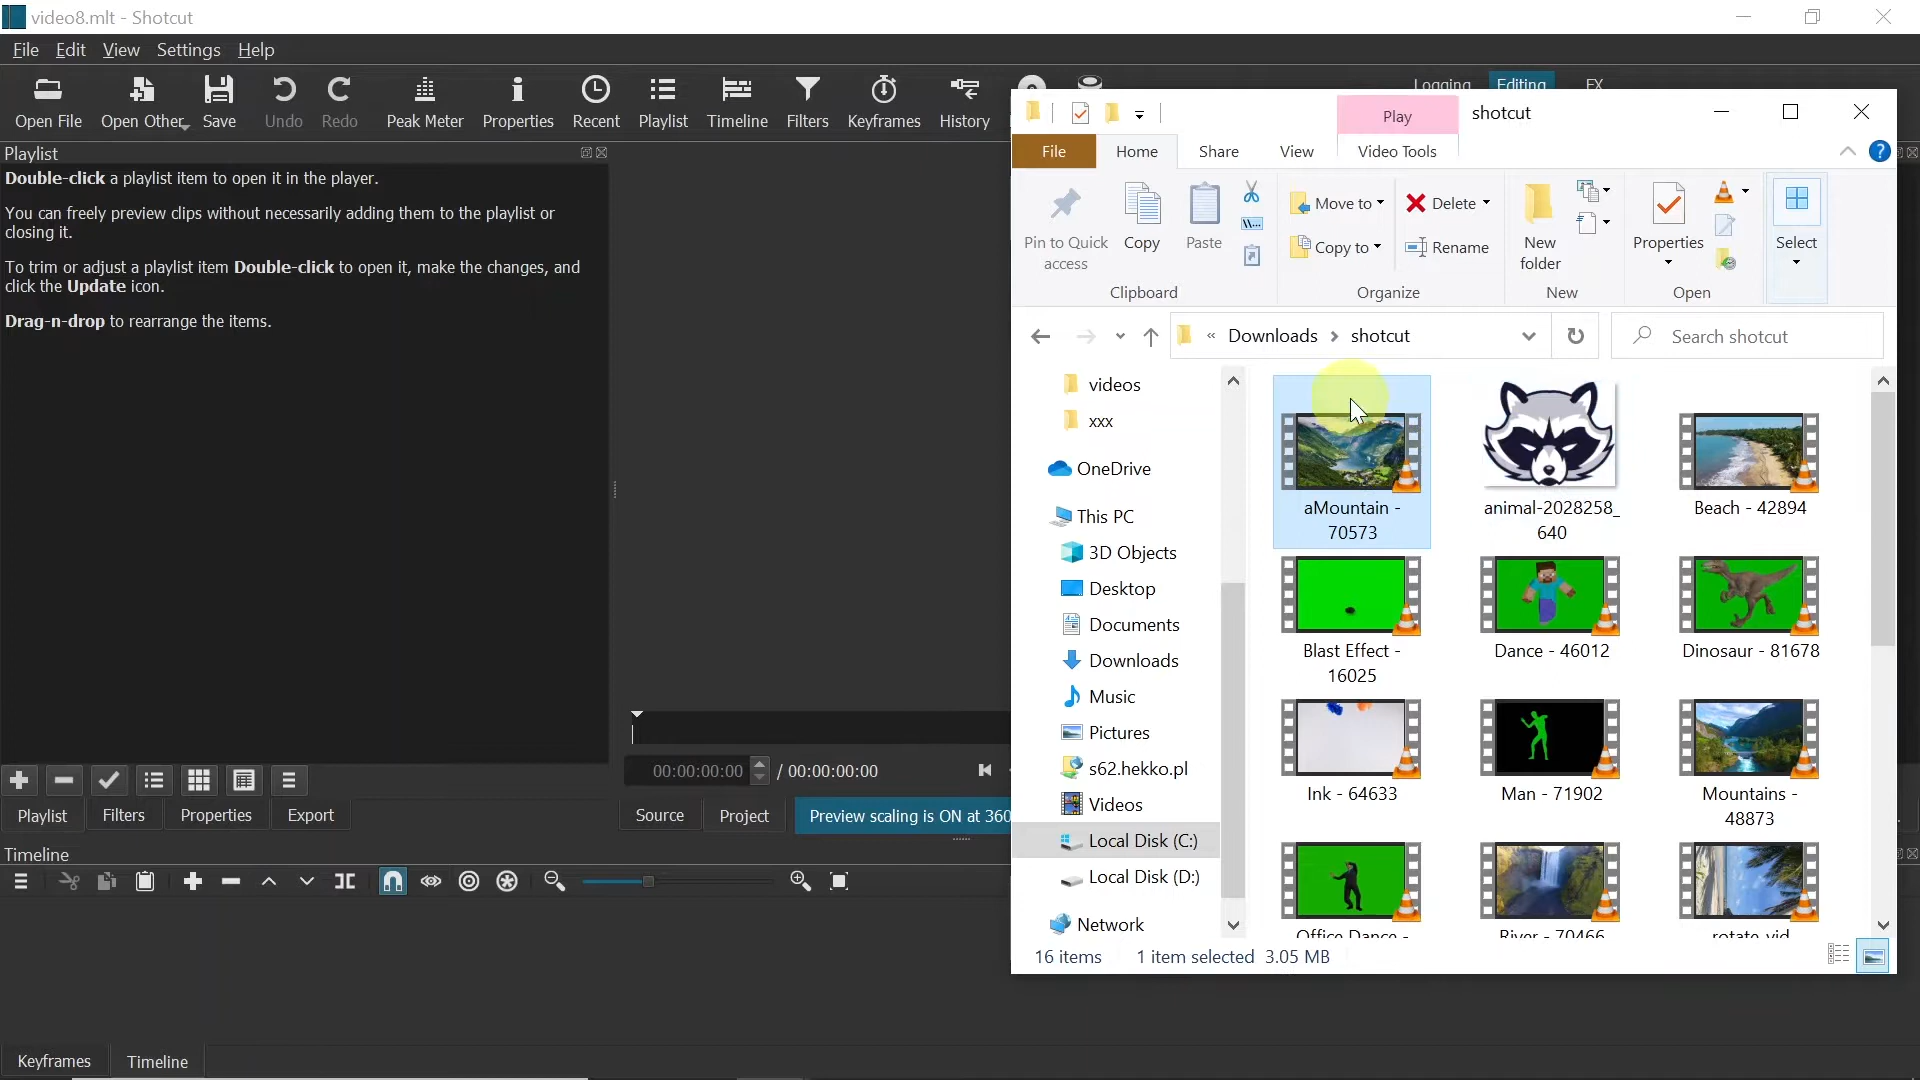 video8.mlt - Shotcut
File Edit View Settings Help
Open File Open Other Save Undo Redo Peak Meter Properties Recent Playlist Timeline Filters Keyframes History
Logging Editing FX
Playlist
Double-click a playlist item to open it in the player.
You can freely preview clips without necessarily adding them to the playlist or
closing it.
To trim or adjust a playlist item Double-click to open it, make the changes, and
click the Update icon.
Drag-n-drop to rearrange the items.
Playlist Filters Properties Export
00:00:00:00 / 00:00:00:00
Source Project Preview scaling is ON at 360
Timeline
Keyframes Timeline
Play shotcut
File Home Share View Video Tools
Pin to Quick
access
Copy
Paste
Clipboard
Move to
Copy to
Delete
Rename
Organize
New
folder
New
Properties
Open
Select
« Downloads > shotcut
Search shotcut
videos
xxx
OneDrive
This PC
3D Objects
Desktop
Documents
Downloads
Music
Pictures
s62.hekko.pl
Videos
Local Disk (C:)
Local Disk (D:)
Network
aMountain -
70573
animal-2028258_
640
Beach - 42894
Blast Effect -
16025
Dance - 46012
Dinosaur - 81678
Ink - 64633
Man - 71902
Mountains -
48873
Office Dance -
River - 70466
rotate vid
16 items 1 item selected 3.05 MB